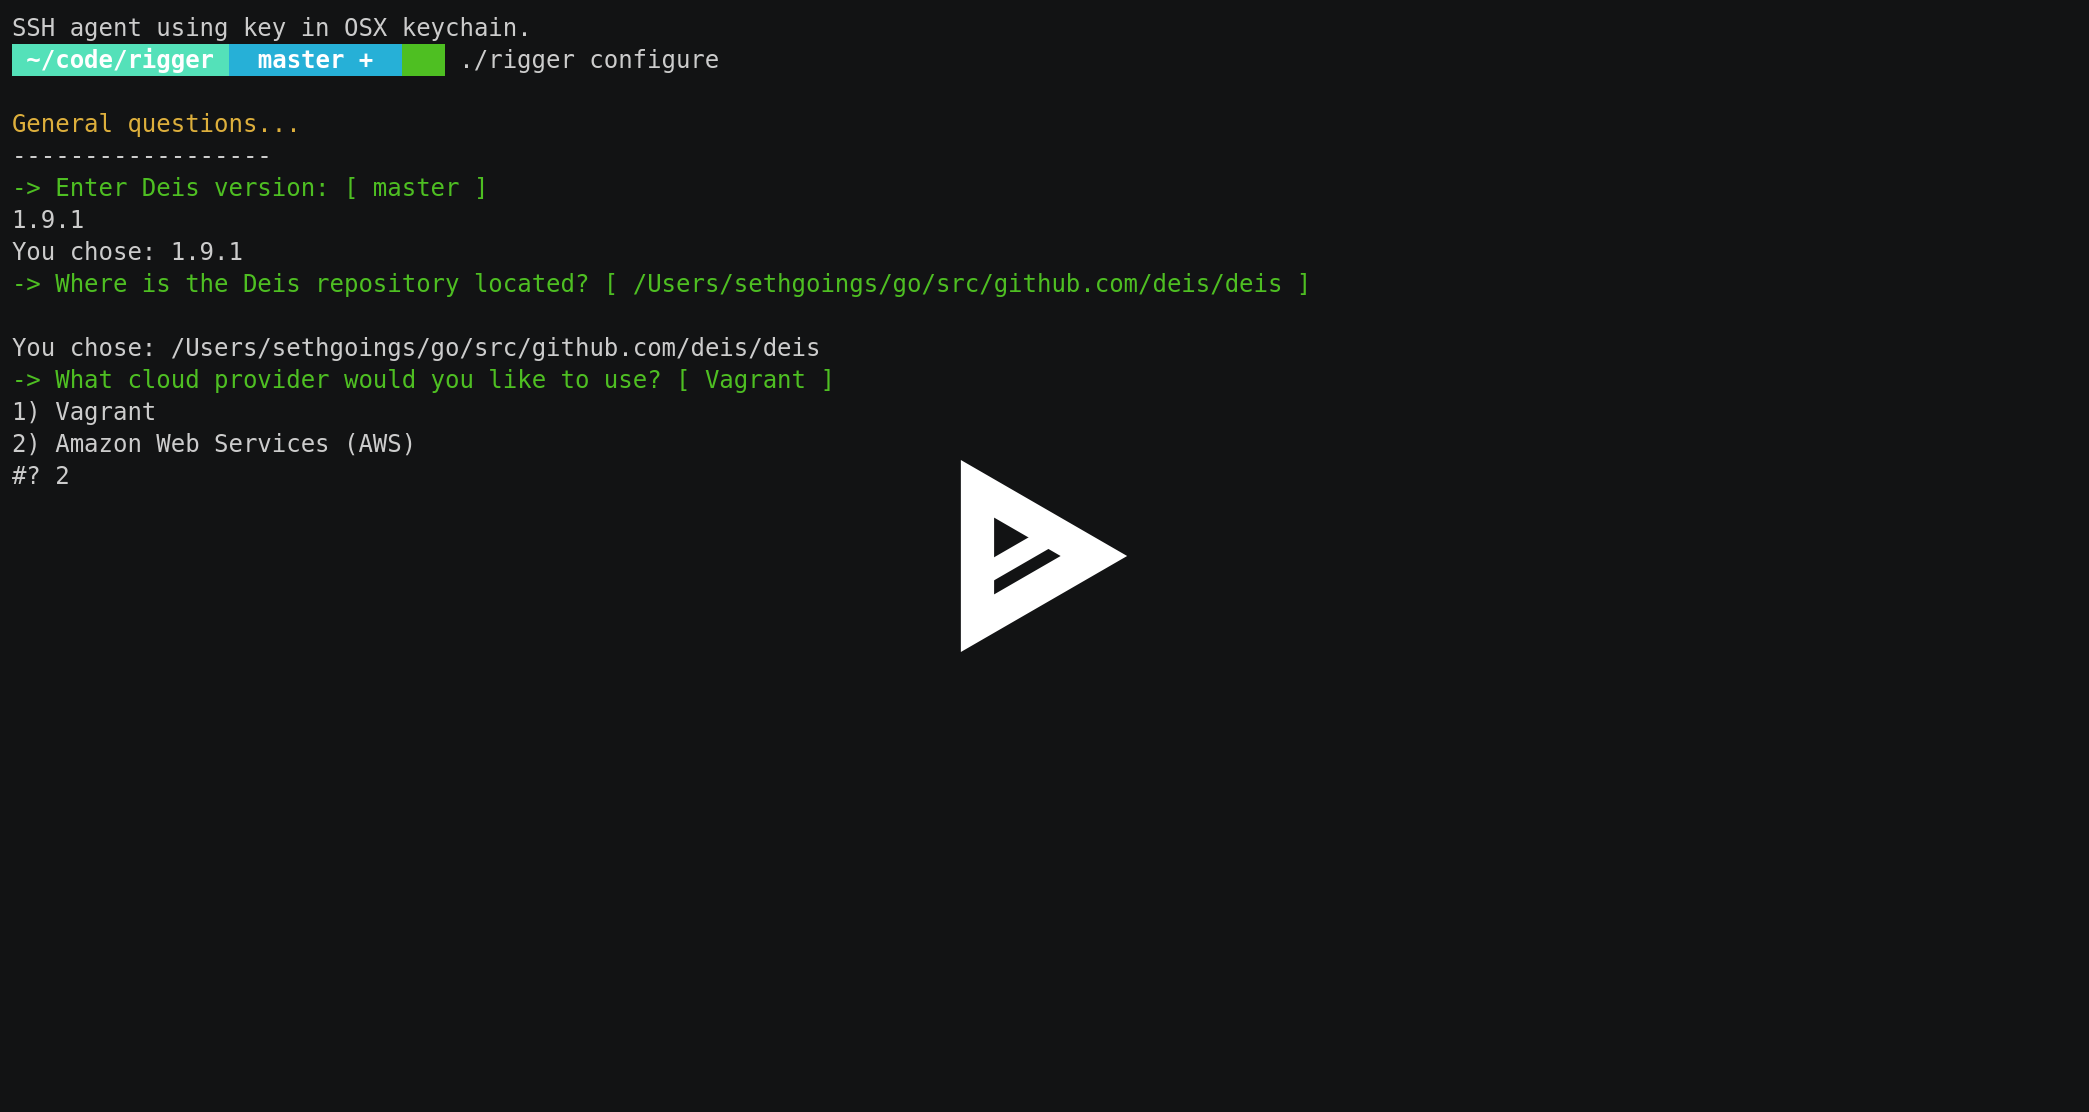 SSH agent using key in OSX keychain.
~/code/rigger master + ./rigger configure
General questions...
------------------
-> Enter Deis version: [ master ]
1.9.1
You chose: 1.9.1
-> Where is the Deis repository located? [ /Users/sethgoings/go/src/github.com/deis/deis ]
You chose: /Users/sethgoings/go/src/github.com/deis/deis
-> What cloud provider would you like to use? [ Vagrant ]
1) Vagrant
2) Amazon Web Services (AWS)
#? 2